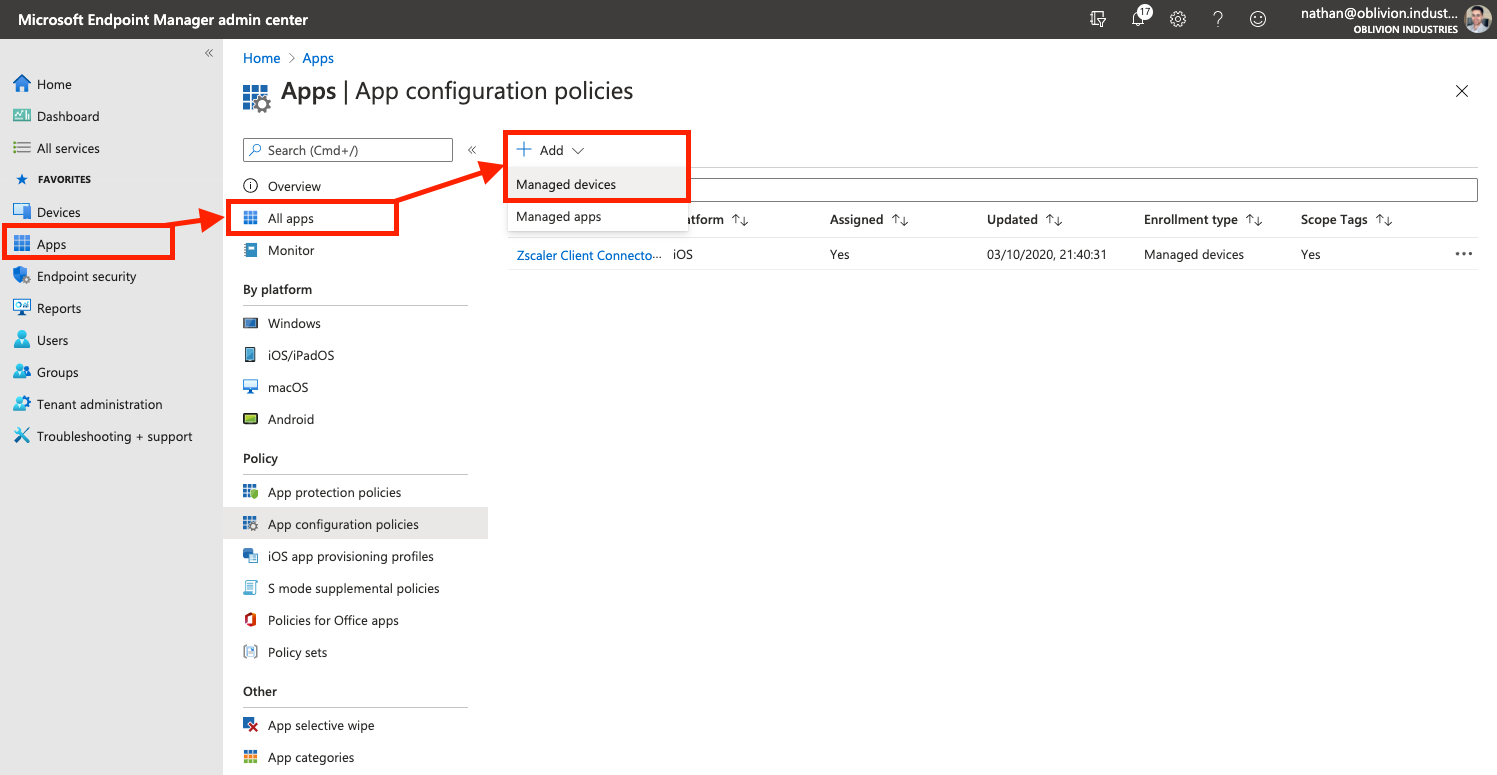 Microsoft Endpoint Manager admin center
17
nathan@oblivion.indust...
OBLIVION INDUSTRIES
Home
Dashboard
All services
FAVORITES
Devices
Apps
Endpoint security
Reports
Users
Groups
Tenant administration
Troubleshooting + support
Home > Apps
Apps | App configuration policies
Search (Cmd+/)
Overview
All apps
Monitor
By platform
Windows
iOS/iPadOS
macOS
Android
Policy
App protection policies
App configuration policies
iOS app provisioning profiles
S mode supplemental policies
Policies for Office apps
Policy sets
Other
App selective wipe
App categories
Add
Managed devices
Managed apps
Assigned Updated Enrollment type Scope Tags
Zscaler Client Connecto... iOS Yes 03/10/2020, 21:40:31 Managed devices Yes